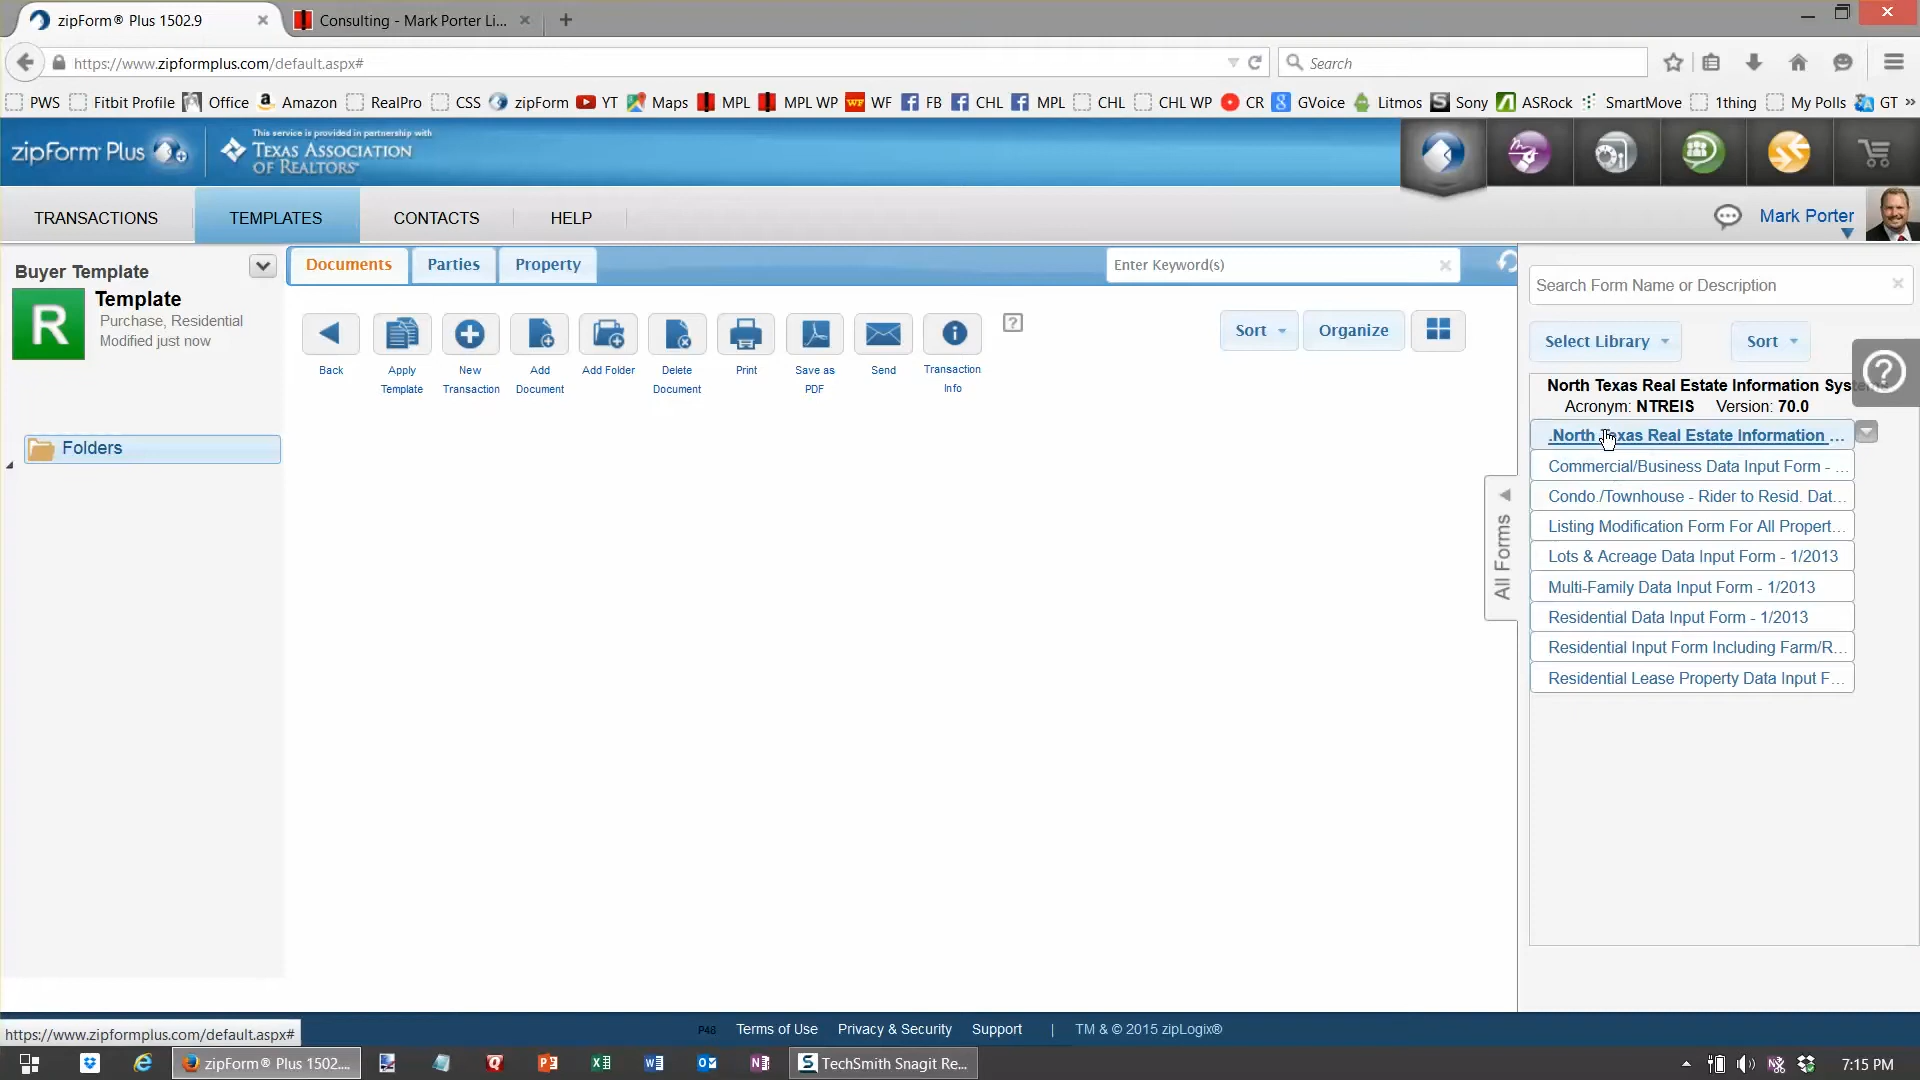 zipForm® Plus 1502.9
Consulting - Mark Porter Li...
https://www.zipformplus.com/default.aspx#
Search
PWS Fitbit Profile Office Amazon RealPro CSS zipForm YT Maps MPL MPL WP WF FB CHL MPL CHL CHL WP CR GVoice Litmos Sony ASRock SmartMove 1thing My Polls GT »
zipForm Plus
This service is provided in partnership with
TEXAS ASSOCIATION
OF REALTORS®
TRANSACTIONS TEMPLATES CONTACTS HELP
Mark Porter
Buyer Template
R
Template
Purchase, Residential
Modified just now
Folders
Documents Parties Property
Enter Keyword(s)
Back
Apply Template
New Transaction
Add Document
Add Folder
Delete Document
Print
Save as PDF
Send
Transaction Info
Sort Organize
All Forms
Search Form Name or Description
Select Library Sort
North Texas Real Estate Information Syste
Acronym: NTREIS Version: 70.0
.North Texas Real Estate Information ...
Commercial/Business Data Input Form - ...
Condo./Townhouse - Rider to Resid. Dat...
Listing Modification Form For All Propert...
Lots & Acreage Data Input Form - 1/2013
Multi-Family Data Input Form - 1/2013
Residential Data Input Form - 1/2013
Residential Input Form Including Farm/R...
Residential Lease Property Data Input F...
https://www.zipformplus.com/default.aspx#
P48 Terms of Use Privacy & Security Support | TM & © 2015 zipLogix®
zipForm® Plus 1502....
TechSmith Snagit Re...
7:15 PM